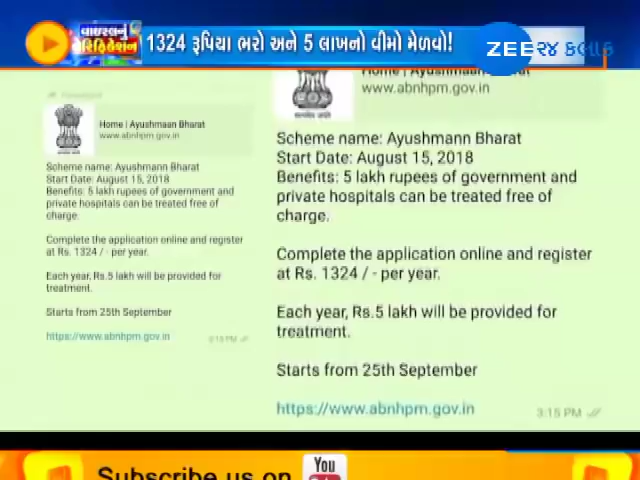 વાઇરલનું
રિફ્લેક્શન
1324 રૂપિયા ભરો અને 5 લાખનો વીમો મેળવો!
ZEE
કલાક
Home | Ayushmaan Bharat
www.abnhpm.gov.in
Scheme name: Ayushmann Bharat
Start Date: August 15, 2018
Benefits: 5 lakh rupees of government and
private hospitals can be treated free of
charge.
Complete the application online and register
at Rs. 1324 / - per year.
Each year, Rs.5 lakh will be provided for
treatment.
Starts from 25th September
https://www.abnhpm.gov.in
3:15 PM
Home | Ayushmaan Bharat
www.abnhpm.gov.in
Scheme name: Ayushmann Bharat
Start Date: August 15, 2018
Benefits: 5 lakh rupees of government and
private hospitals can be treated free of
charge.
Complete the application online and register
at Rs. 1324 / - per year.
Each year, Rs.5 lakh will be provided for
treatment.
Starts from 25th September
https://www.abnhpm.gov.in
3:15 PM
Subscribe us on
You